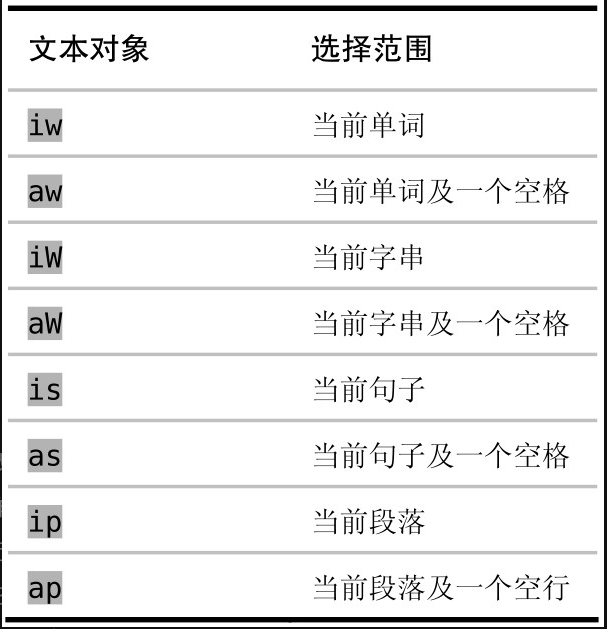 文本对象 选择范围
iw 当前单词
aw 当前单词及一个空格
iW 当前字串
aW 当前字串及一个空格
is 当前句子
as 当前句子及一个空格
ip 当前段落
ap 当前段落及一个空行